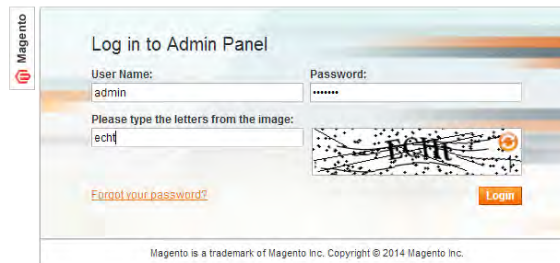 Magento
Log in to Admin Panel
User Name:
Password:
admin
•••••••
Please type the letters from the image:
echt
ECHt
Forgot your password?
Login
Magento is a trademark of Magento Inc. Copyright © 2014 Magento Inc.